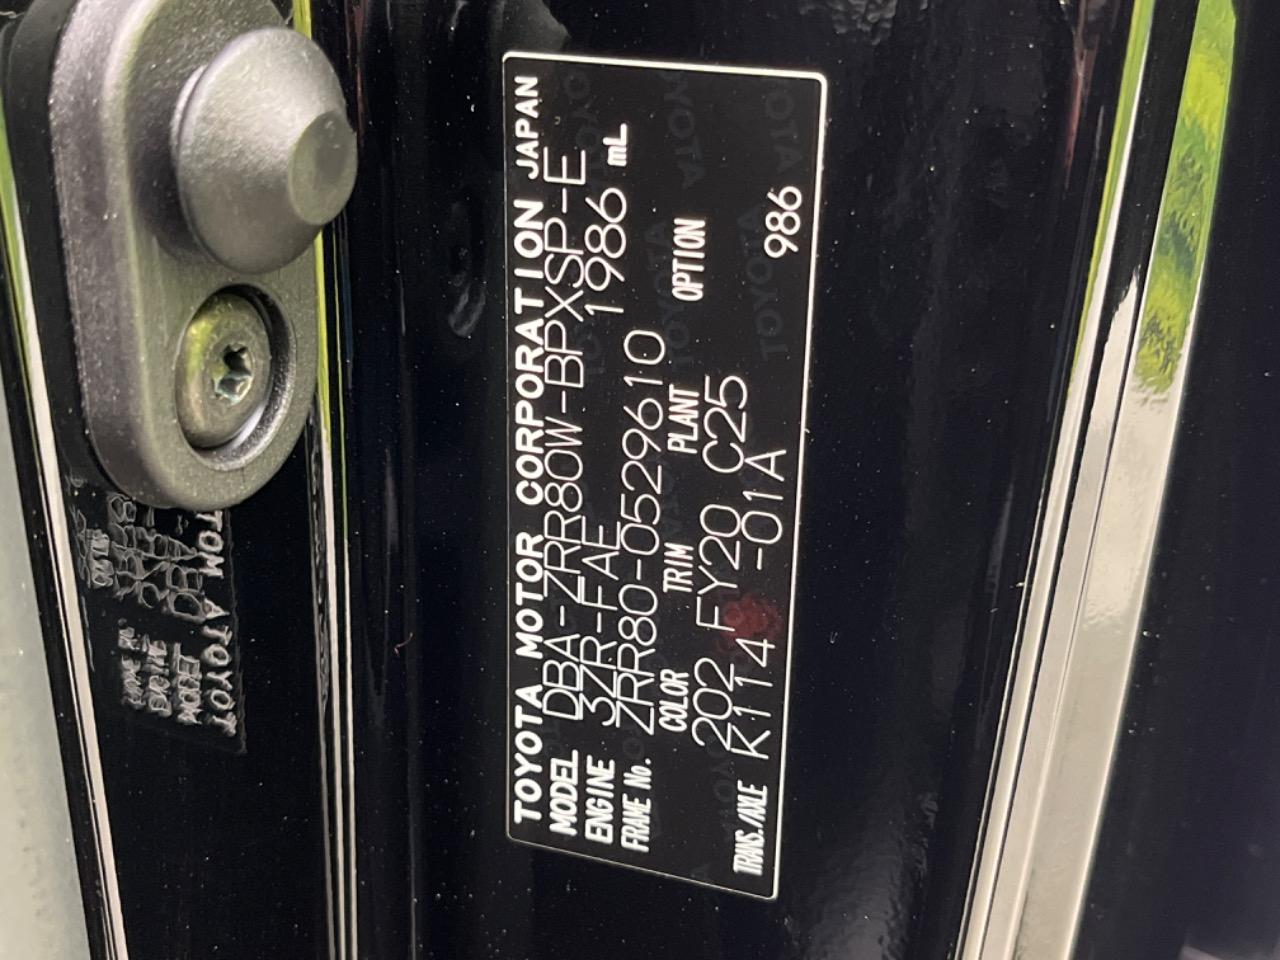 TOYOTA MOTOR CORPORATION JAPAN
MODEL DBA-ZRR80W-BPXSP-E
ENGINE 3ZR-FAE 1986 mL
FRAME No. ZRR80-0529610
COLOR TRIM PLANT OPTION
202 FY20 C25
TRANS./AXLE K114 -01A 986